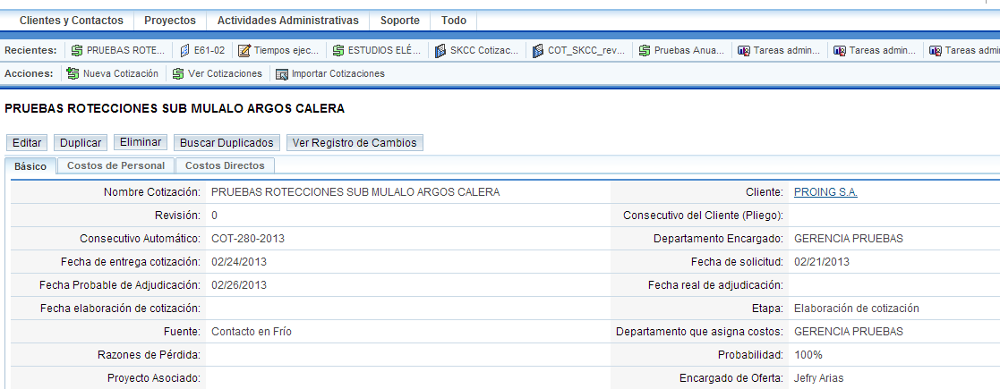 Clientes y Contactos Proyectos Actividades Administrativas Soporte Todo
Recientes: PRUEBAS ROTE... E61-02 Tiempos ejec... ESTUDIOS ELÉ... SKCC Cotizac... COT_SKCC_rev... Pruebas Anua... Tareas admin... Tareas admin... Tareas admin
Acciones: Nueva Cotización Ver Cotizaciones Importar Cotizaciones
PRUEBAS ROTECCIONES SUB MULALO ARGOS CALERA
Editar Duplicar Eliminar Buscar Duplicados Ver Registro de Cambios
Básico Costos de Personal Costos Directos
Nombre Cotización: PRUEBAS ROTECCIONES SUB MULALO ARGOS CALERA Cliente: PROING S.A.
Revisión: 0 Consecutivo del Cliente (Pliego):
Consecutivo Automático: COT-280-2013 Departamento Encargado: GERENCIA PRUEBAS
Fecha de entrega cotización: 02/24/2013 Fecha de solicitud: 02/21/2013
Fecha Probable de Adjudicación: 02/26/2013 Fecha real de adjudicación:
Fecha elaboración de cotización: Etapa: Elaboración de cotización
Fuente: Contacto en Frío Departamento que asigna costos: GERENCIA PRUEBAS
Razones de Pérdida: Probabilidad: 100%
Proyecto Asociado: Encargado de Oferta: Jefry Arias